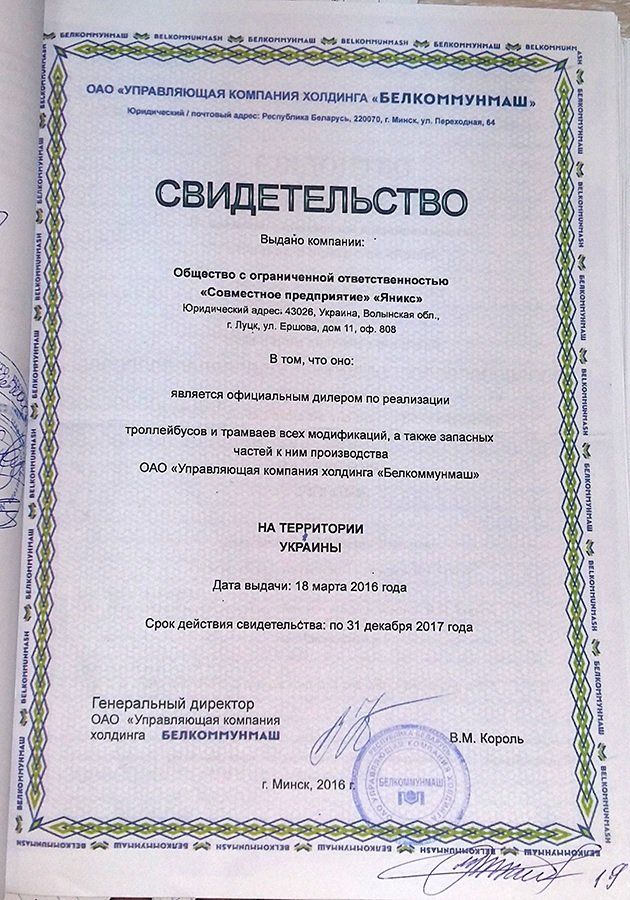 ОАО «УПРАВЛЯЮЩАЯ КОМПАНИЯ ХОЛДИНГА «БЕЛКОММУНМАШ»
Юридический / почтовый адрес: Республика Беларусь, 220070, г. Минск, ул. Переходная, 64
СВИДЕТЕЛЬСТВО
Выдано компании:
Общество с ограниченной ответственностью
«Совместное предприятие» «Яникс»
Юридический адрес: 43026, Украина, Волынская обл.,
г. Луцк, ул. Ершова, дом 11, оф. 808
В том, что оно:
является официальным дилером по реализации
троллейбусов и трамваев всех модификаций, а также запасных
частей к ним производства
ОАО «Управляющая компания холдинга «Белкоммунмаш»
НА ТЕРРИТОРИИ
УКРАИНЫ
Дата выдачи: 18 марта 2016 года
Срок действия свидетельства: по 31 декабря 2017 года
Генеральный директор
ОАО «Управляющая компания
холдинга БЕЛКОММУНМАШ
В.М. Король
БЕЛКОММУНМАШ
г. Минск, 2016 г.
19